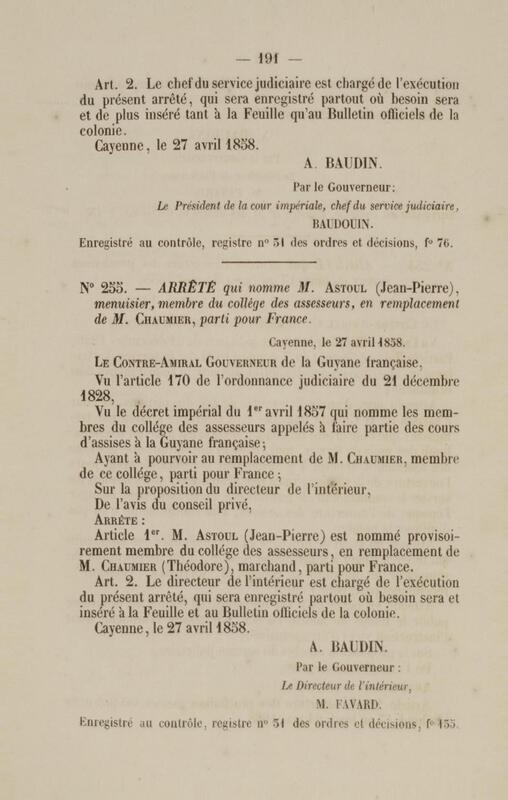 — 191 —
Art. 2. Le chef du service judiciaire est chargé de l'exécution
du présent arrêté, qui sera enregistré partout où besoin sera
et de plus inséré tant à la Feuille qu'au Bulletin officiels de la
colonie.
Cayenne, le 27 avril 1858.
A. BAUDIN.
Par le Gouverneur:
Le Président de la cour impériale, chef du service judiciaire,
BAUDOUIN.
Enregistré au contrôle, registre nº 51 des ordres et décisions, fº 76.
Nº 255. — ARRÊTÉ qui nomme M. ASTOUL (Jean-Pierre),
menuisier, membre du collége des assesseurs, en remplacement
de M. CHAUMIER, parti pour France.
Cayenne, le 27 avril 1858.
LE CONTRE-AMIRAL GOUVERNEUR de la Guyane française,
Vu l'article 170 de l'ordonnance judiciaire du 21 décembre
1828,
Vu le décret impérial du 1er avril 1857 qui nomme les mem-
bres du collége des assesseurs appelés à faire partie des cours
d'assises à la Guyane française;
Ayant à pourvoir au remplacement de M. CHAUMIER, membre
de ce collége, parti pour France;
Sur la proposition du directeur de l'intérieur,
De l'avis du conseil privé,
ARRÊTE:
Article 1er. M. ASTOUL (Jean-Pierre) est nommé provisoi-
rement membre du collége des assesseurs, en remplacement de
M. CHAUMIER (Théodore), marchand, parti pour France.
Art. 2. Le directeur de l'intérieur est chargé de l'exécution
du présent arrêté, qui sera enregistré partout où besoin sera et
inséré à la Feuille et au Bulletin officiels de la colonie.
Cayenne, le 27 avril 1858.
A. BAUDIN.
Par le Gouverneur:
Le Directeur de l'intérieur,
M. FAVARD.
Enregistré au contrôle, registre nº 51 des ordres et décisions, fº 155.